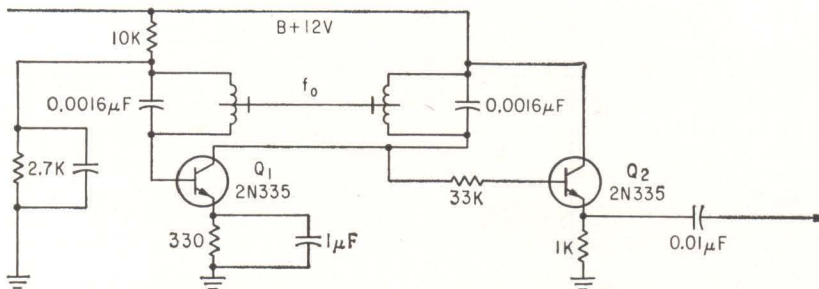 B+12V
10K
f₀
0.0016µF
0.0016µF
2.7K
Q₁
2N335
33K
Q₂
2N335
330
1µF
1K
0.01µF